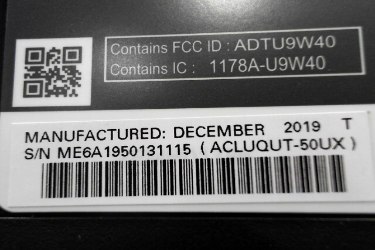 Contains FCC ID : ADTU9W40
Contains IC : 1178A-U9W40
MANUFACTURED: DECEMBER 2019 T
S/N ME6A1950131115 ( ACLUQUT-50UX )